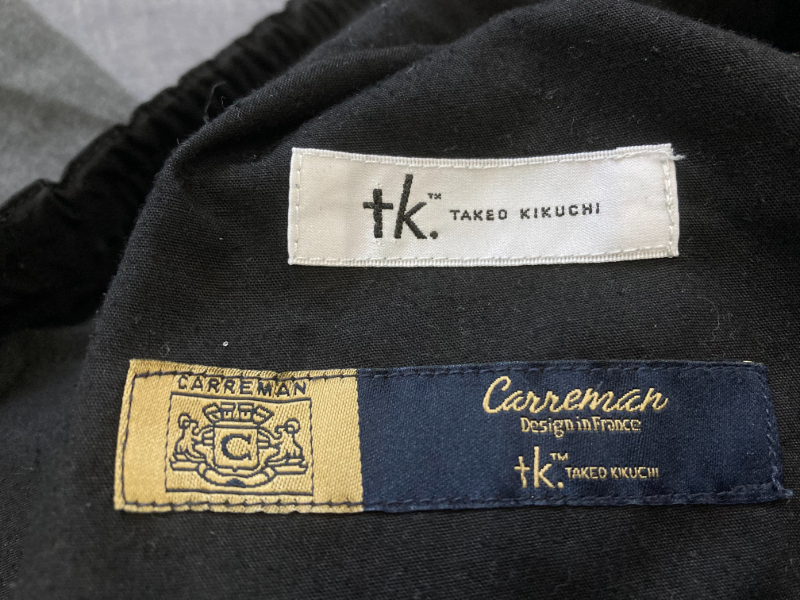 tk.™ TAKEO KIKUCHI
CARREMAN
C
Carreman
Design in France
tk.™ TAKEO KIKUCHI